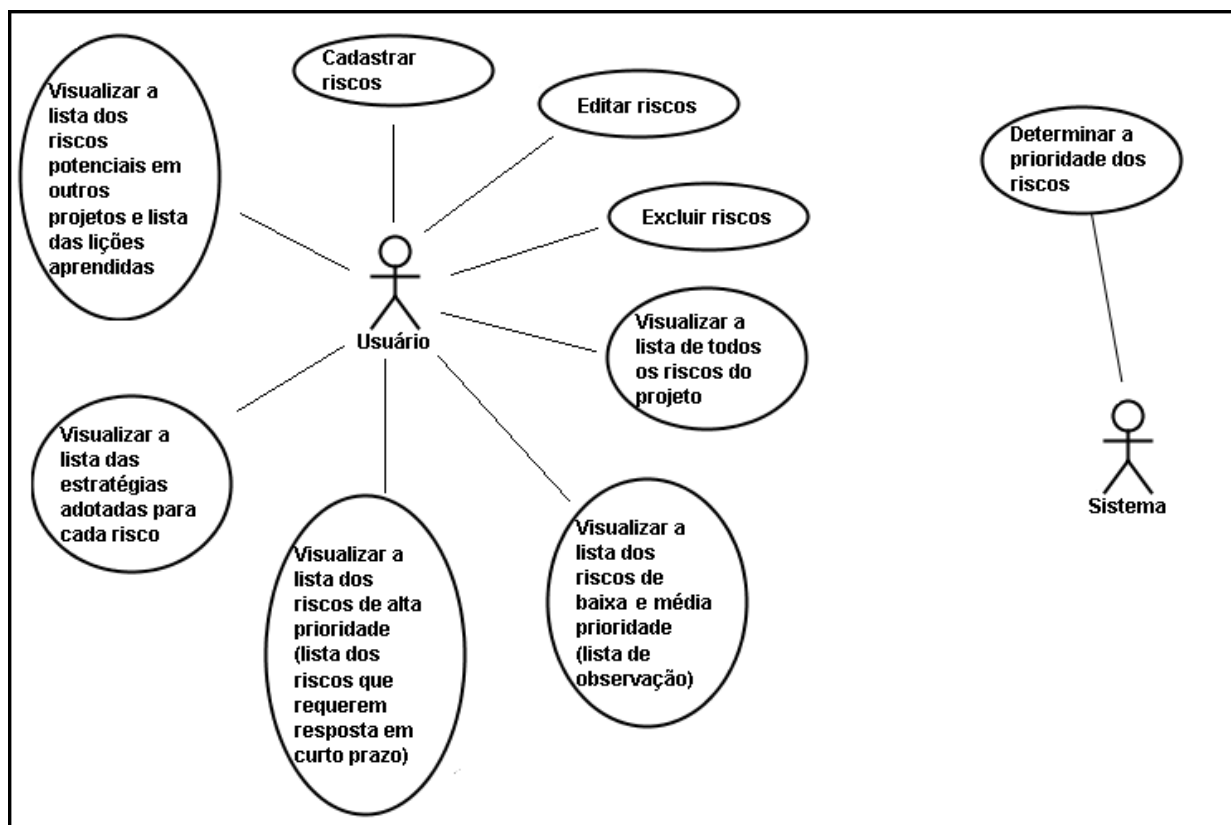 Cadastrar
riscos
Visualizar a
lista dos
riscos
potenciais em
outros
projetos e lista
das lições
aprendidas
Editar riscos
Determinar a
prioridade dos
riscos
Excluir riscos
Usuário
Visualizar a
lista de todos
os riscos do
projeto
Visualizar a
lista das
estratégias
adotadas para
cada risco
Sistema
Visualizar a
lista dos
riscos de alta
prioridade
(lista dos
riscos que
requerem
resposta em
curto prazo)
Visualizar a
lista dos
riscos de
baixa e média
prioridade
(lista de
observação)